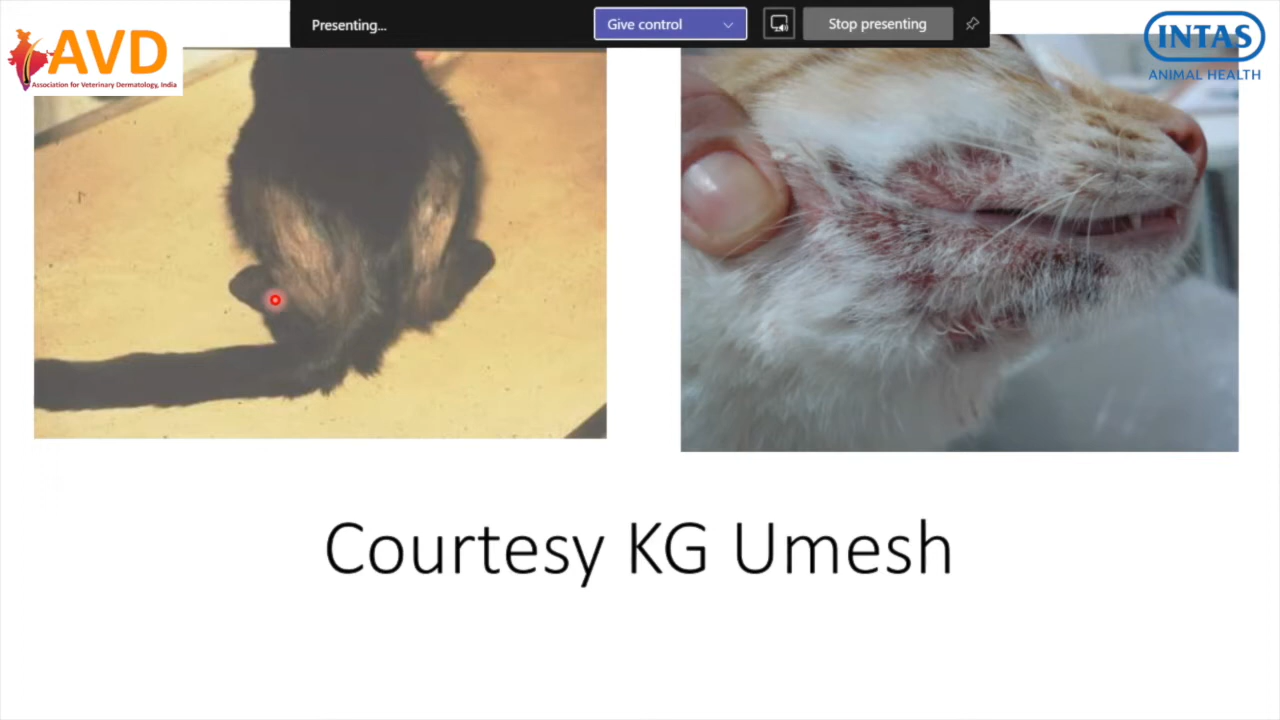 Presenting...
Give control
Stop presenting
AVD
Association for Veterinary Dermatology, India
INTAS
ANIMAL HEALTH
Courtesy KG Umesh